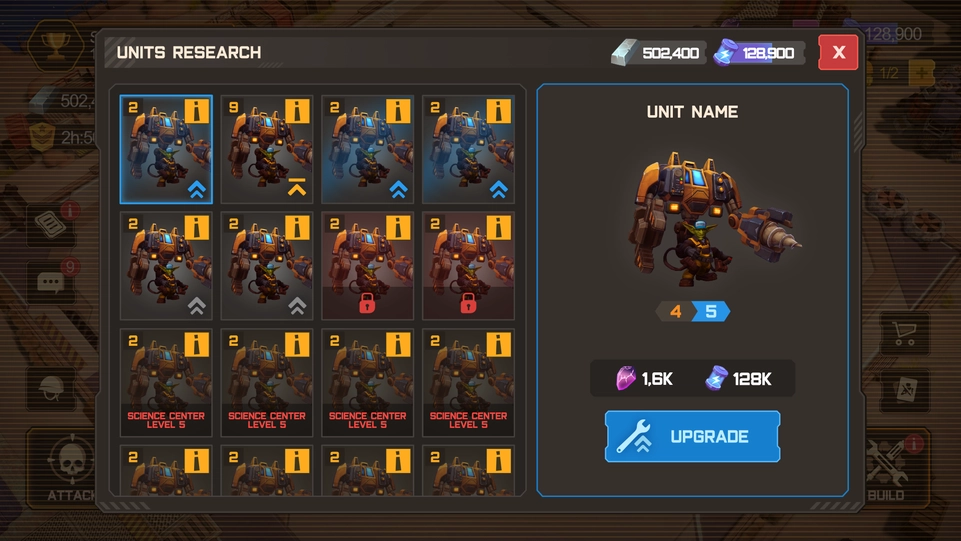 UNITS RESEARCH
502,400
128,900
X
128,900
1/2
502,4
2h:5
2
9
2
2
2
2
2
2
2
2
2
2
SCIENCE CENTER
LEVEL 5
SCIENCE CENTER
LEVEL 5
SCIENCE CENTER
LEVEL 5
SCIENCE CENTER
LEVEL 5
2
2
2
2
UNIT NAME
4
5
1,6K
128K
UPGRADE
9
ATTACK
BUILD